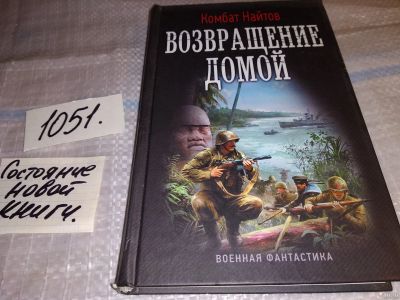 Комбат Найтов
ВОЗВРАЩЕНИЕ
ДОМОЙ
ВОЕННАЯ ФАНТАСТИКА
1051.
Состояние
новой
книги.